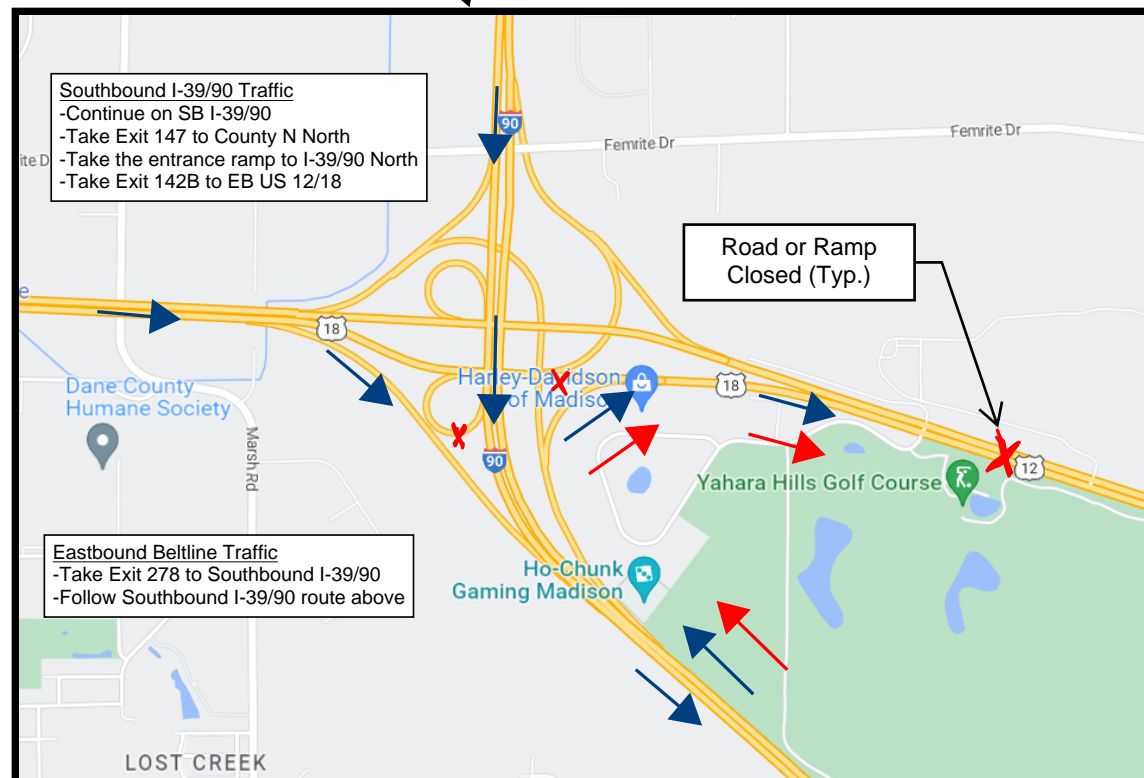 Southbound I-39/90 Traffic
-Continue on SB I-39/90
-Take Exit 147 to County N North
-Take the entrance ramp to I-39/90 North
-Take Exit 142B to EB US 12/18
90
Femrite Dr
Femrite Dr
ite D
Road or Ramp
Closed (Typ.)
e
18
Dane County
Humane Society
Harley-Davidson
of Madison
18
Marsh Rd
90
12
Yahara Hills Golf Course
Eastbound Beltline Traffic
-Take Exit 278 to Southbound I-39/90
-Follow Southbound I-39/90 route above
Ho-Chunk
Gaming Madison
LOST CREEK